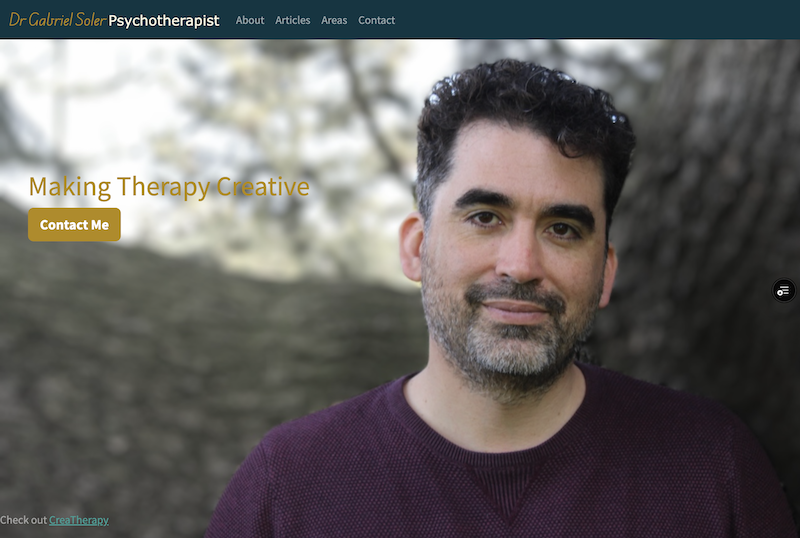 Dr Gabriel Soler Psychotherapist About Articles Areas Contact
Making Therapy Creative
Contact Me
Check out CreaTherapy